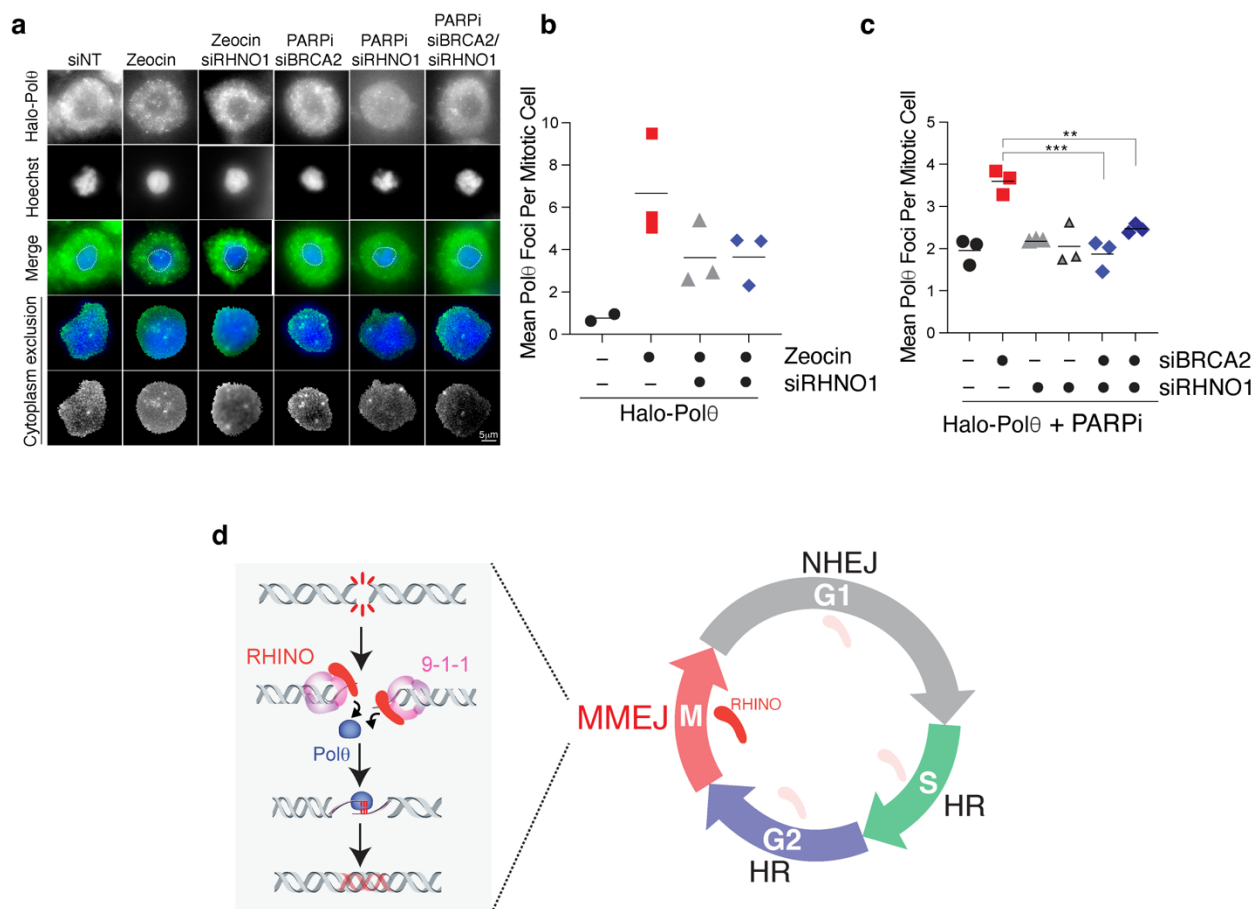 a
siNT
Zeocin
Zeocin
siRHNO1
PARPi
siBRCA2
PARPi
siRHNO1
PARPi
siBRCA2/
siRHNO1
Halo-Polθ
Hoechst
Merge
Cytoplasm exclusion
5μm
b
Mean Polθ Foci Per Mitotic Cell
10
8
6
4
2
0
– • • • Zeocin
– – • • siRHNO1
Halo-Polθ
c
Mean Polθ Foci Per Mitotic Cell
5
4
3
2
1
0
**
***
– • – – • • siBRCA2
– – • • • • siRHNO1
Halo-Polθ + PARPi
d
RHINO
9-1-1
Polθ
MMEJ
M
RHINO
NHEJ
G1
S
HR
G2
HR